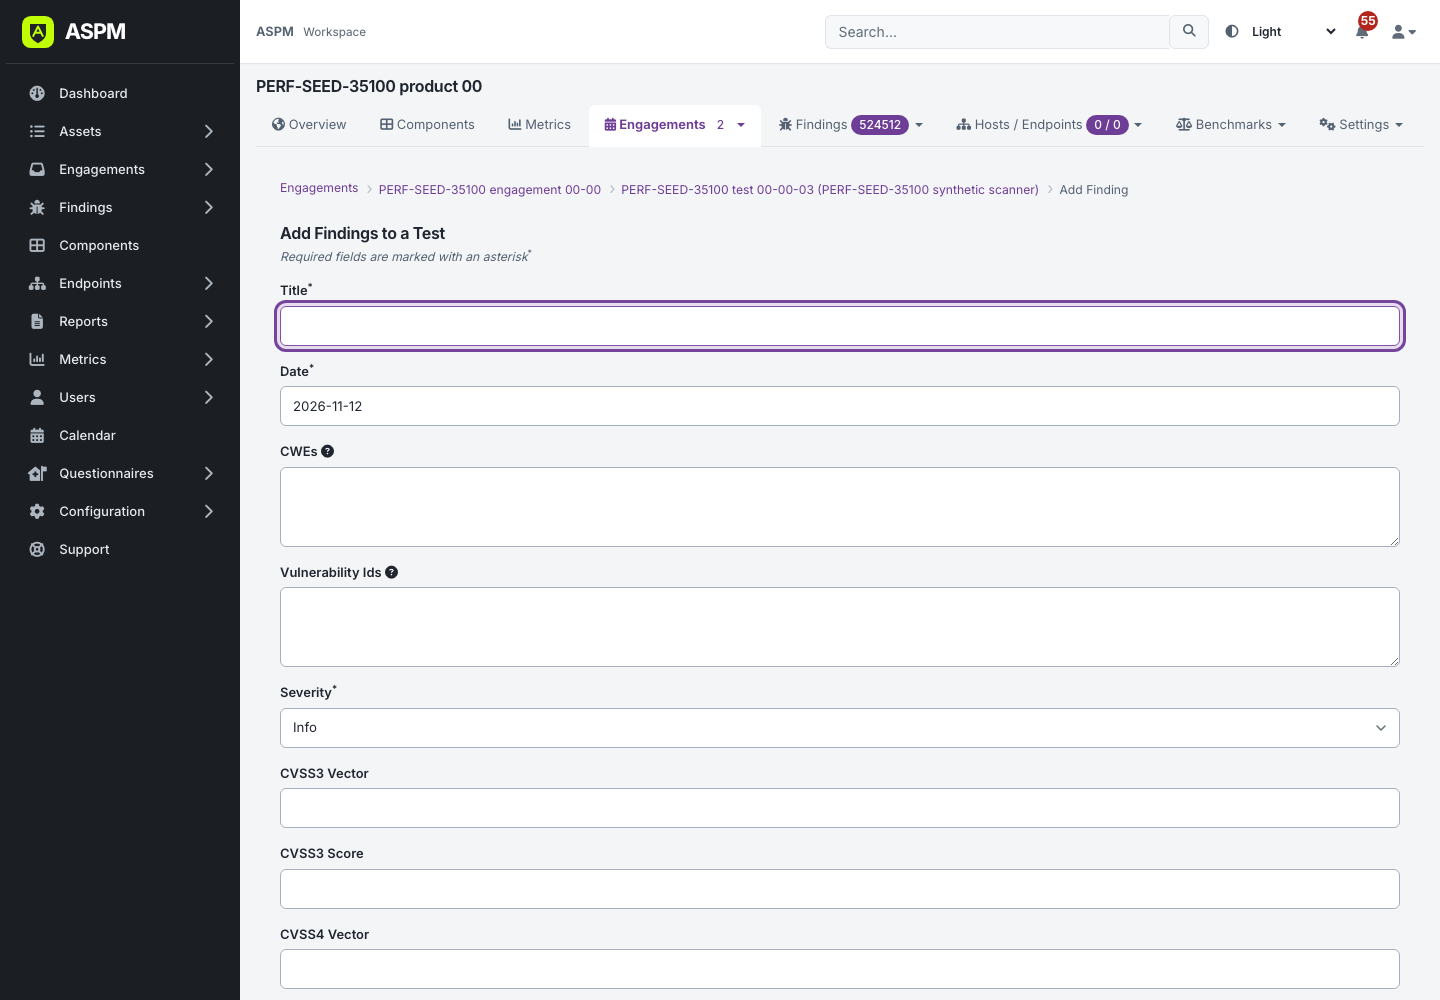 ASPM
Dashboard
Assets
Engagements
Findings
Components
Endpoints
Reports
Metrics
Users
Calendar
Questionnaires
Configuration
Support
ASPM Workspace
Search...
Light
55
PERF-SEED-35100 product 00
Overview
Components
Metrics
Engagements 2
Findings 524512
Hosts / Endpoints 0 / 0
Benchmarks
Settings
Engagements
PERF-SEED-35100 engagement 00-00
PERF-SEED-35100 test 00-00-03 (PERF-SEED-35100 synthetic scanner)
Add Finding
Add Findings to a Test
Required fields are marked with an asterisk*
Title*
Date*
2026-11-12
CWEs
Vulnerability Ids
Severity*
Info
CVSS3 Vector
CVSS3 Score
CVSS4 Vector